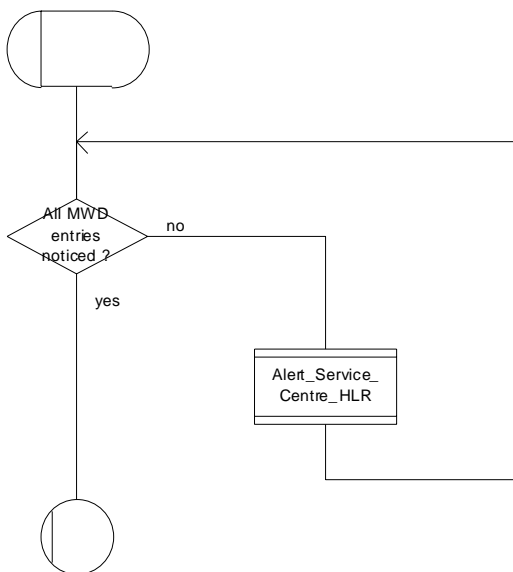 All MWD
entries
noticed ?
no
yes
Alert_Service_
Centre_HLR